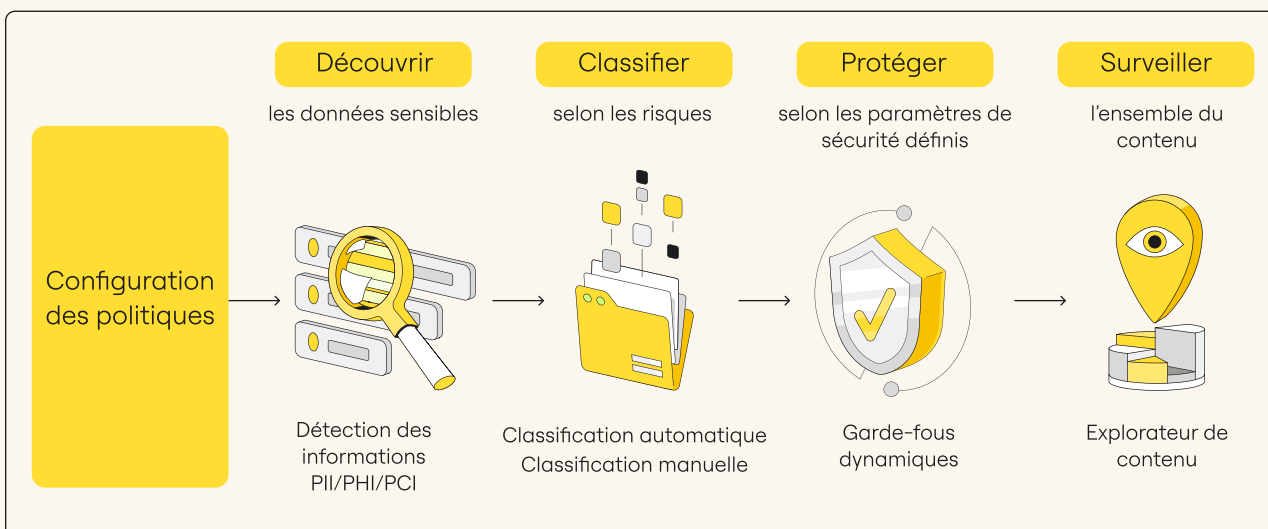 Découvrir
les données sensibles
Classifier
selon les risques
Protéger
selon les paramètres de
sécurité définis
Surveiller
l'ensemble du
contenu
Configuration
des politiques
Détection des
informations
PII/PHI/PCI
Classification automatique
Classification manuelle
Garde-fous
dynamiques
Explorateur de
contenu